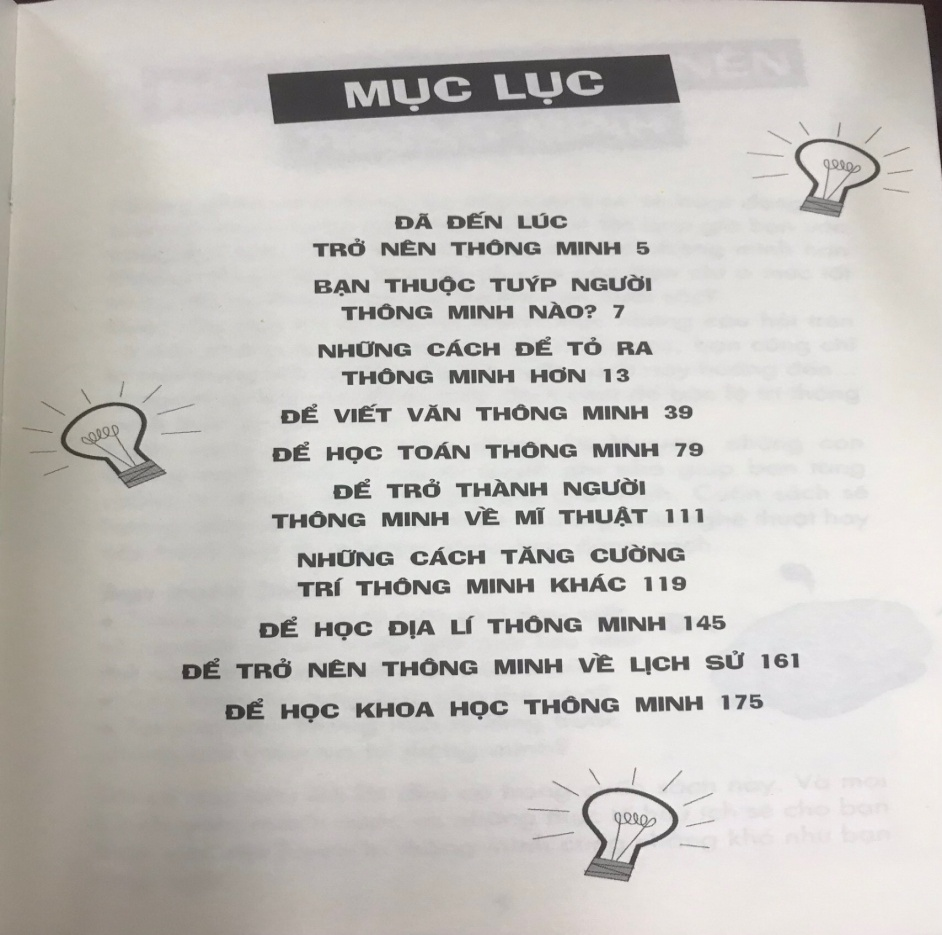 MỤC LỤC
ĐÃ ĐẾN LÚC
TRỞ NÊN THÔNG MINH 5
BẠN THUỘC TUÝP NGƯỜI
THÔNG MINH NÀO? 7
NHỮNG CÁCH ĐỂ TỎ RA
THÔNG MINH HƠN 13
ĐỂ VIẾT VĂN THÔNG MINH 39
ĐỂ HỌC TOÁN THÔNG MINH 79
ĐỂ TRỞ THÀNH NGƯỜI
THÔNG MINH VỀ MĨ THUẬT 111
NHỮNG CÁCH TĂNG CƯỜNG
TRÍ THÔNG MINH KHÁC 119
ĐỂ HỌC ĐỊA LÍ THÔNG MINH 145
ĐỂ TRỞ NÊN THÔNG MINH VỀ LỊCH SỬ 161
ĐỂ HỌC KHOA HỌC THÔNG MINH 175